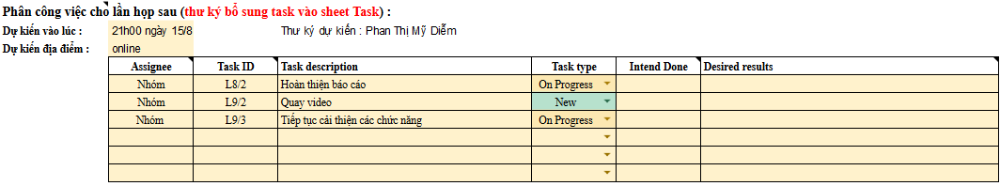 Phân công việc cho lần họp sau (thư ký bổ sung task vào sheet Task) :
Dự kiến vào lúc : 21h00 ngày 15/8 Thư ký dự kiến : Phan Thị Mỹ Diễm
Dự kiến địa điểm : online
Assignee Task ID Task description Task type Intend Done Desired results
Nhóm L8/2 Hoàn thiện báo cáo On Progress
Nhóm L9/2 Quay video New
Nhóm L9/3 Tiếp tục cải thiện các chức năng On Progress